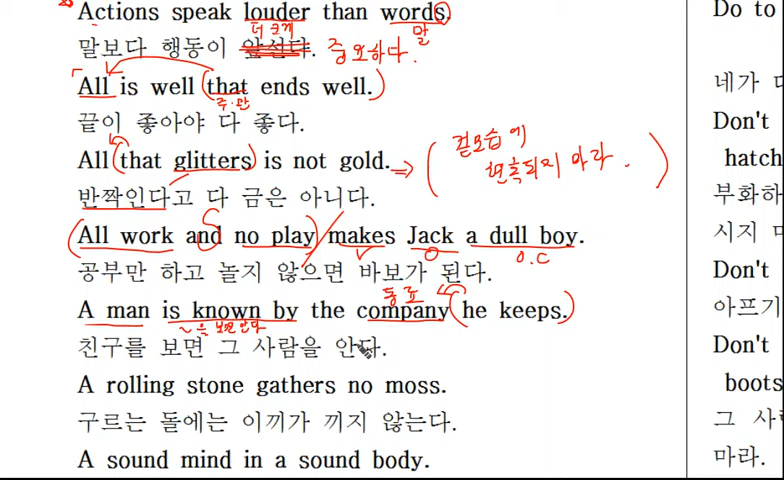 Actions speak louder than words.
더 크게
말
말보다 행동이 앞선다. 중요하다.
All is well that ends well.
주·관
끝이 좋아야 다 좋다.
All that glitters is not gold.
겉모습에
현혹되지 마라.
반짝인다고 다 금은 아니다.
All work and no play makes Jack a dull boy.
S
O
O.C
공부만 하고 놀지 않으면 바보가 된다.
동료
A man is known by the company he keeps.
~을 보면 안다
친구를 보면 그 사람을 안다.
A rolling stone gathers no moss.
구르는 돌에는 이끼가 끼지 않는다.
A sound mind in a sound body.
Do to
네가
Don't
hatch
부화하
시지
Don't
아프기
Don't
boots
그
마라.